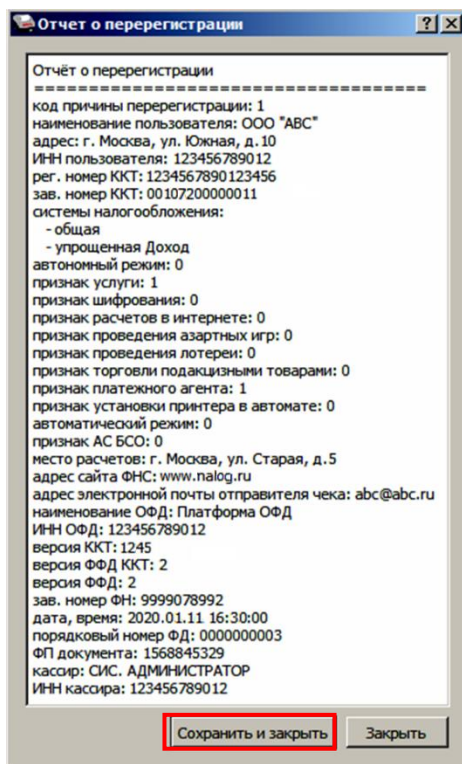 Отчет о перерегистрации
Отчёт о перерегистрации
====================================
код причины перерегистрации: 1
наименование пользователя: ООО "АВС"
адрес: г. Москва, ул. Южная, д.10
ИНН пользователя: 123456789012
рег. номер ККТ: 1234567890123456
зав. номер ККТ: 00107200000011
системы налогообложения:
- общая
- упрощенная Доход
автономный режим: 0
признак услуги: 1
признак шифрования: 0
признак расчетов в интернете: 0
признак проведения азартных игр: 0
признак проведения лотереи: 0
признак торговли подакцизными товарами: 0
признак платежного агента: 1
признак установки принтера в автомате: 0
автоматический режим: 0
признак АС БСО: 0
место расчетов: г. Москва, ул. Старая, д.5
адрес сайта ФНС: www.nalog.ru
адрес электронной почты отправителя чека: abc@abc.ru
наименование ОФД: Платформа ОФД
ИНН ОФД: 123456789012
версия ККТ: 1245
версия ФФД ККТ: 2
версия ФФД: 2
зав. номер ФН: 9999078992
дата, время: 2020.01.11 16:30:00
порядковый номер ФД: 0000000003
ФП документа: 1568845329
кассир: СИС. АДМИНИСТРАТОР
ИНН кассира: 123456789012
Сохранить и закрыть Закрыть